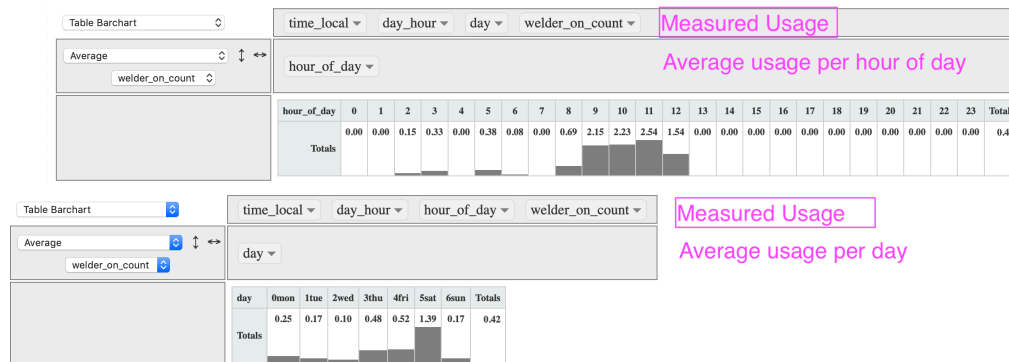 Table Barchart time_local day_hour day welder_on_count Measured Usage
Average hour_of_day Average usage per hour of day
welder_on_count
hour_of_day 0 1 2 3 4 5 6 7 8 9 10 11 12 13 14 15 16 17 18 19 20 21 22 23 Total
Totals 0.00 0.00 0.15 0.33 0.00 0.38 0.08 0.00 0.69 2.15 2.23 2.54 1.54 0.00 0.00 0.00 0.00 0.00 0.00 0.00 0.00 0.00 0.00 0.00 0.4
Table Barchart time_local day_hour hour_of_day welder_on_count Measured Usage
Average day Average usage per day
welder_on_count
day 0mon 1tue 2wed 3thu 4fri 5sat 6sun Totals
Totals 0.25 0.17 0.10 0.48 0.52 1.39 0.17 0.42